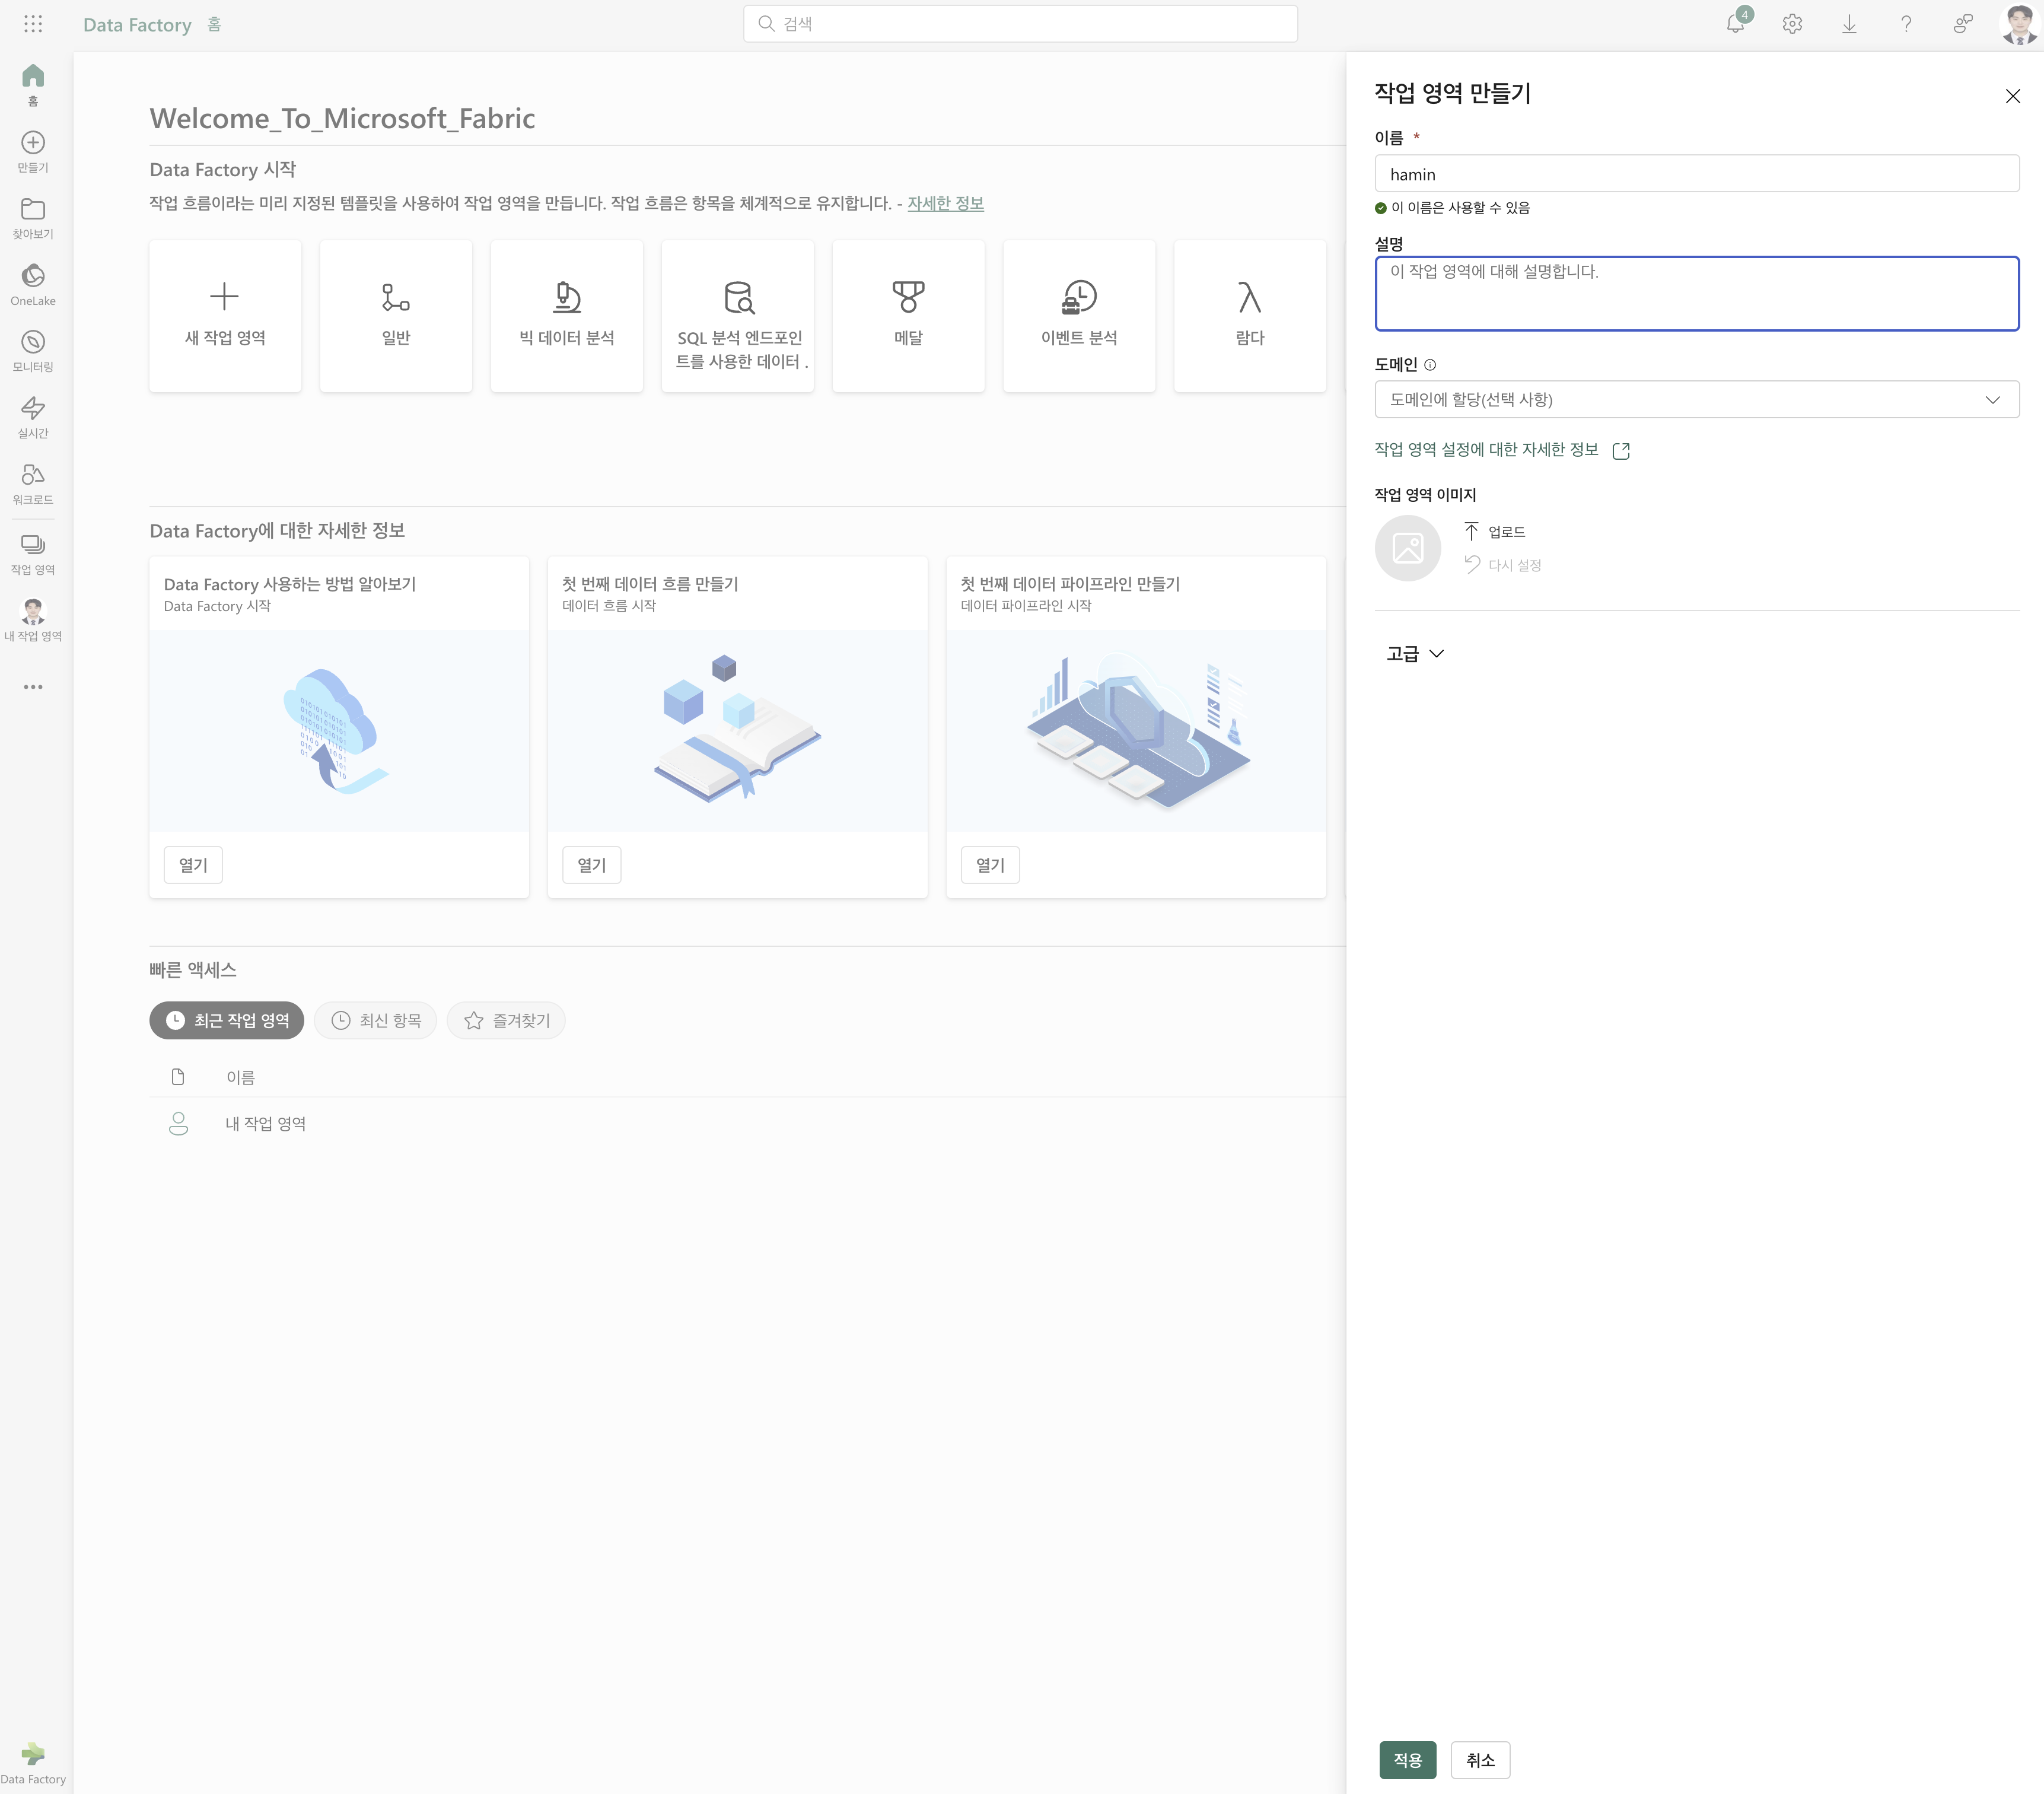 Data Factory 홈
검색
4
홈
만들기
찾아보기
OneLake
모니터링
실시간
워크로드
작업 영역
내 작업 영역
Data Factory
Welcome_To_Microsoft_Fabric
Data Factory 시작
작업 흐름이라는 미리 지정된 템플릿을 사용하여 작업 영역을 만듭니다. 작업 흐름은 항목을 체계적으로 유지합니다. - 자세한 정보
새 작업 영역
일반
빅 데이터 분석
SQL 분석 엔드포인
트를 사용한 데이터 .
메달
이벤트 분석
람다
Data Factory에 대한 자세한 정보
Data Factory 사용하는 방법 알아보기
Data Factory 시작
열기
첫 번째 데이터 흐름 만들기
데이터 흐름 시작
열기
첫 번째 데이터 파이프라인 만들기
데이터 파이프라인 시작
열기
빠른 액세스
최근 작업 영역
최신 항목
즐겨찾기
이름
내 작업 영역
작업 영역 만들기
이름 *
hamin
이 이름은 사용할 수 있음
설명
이 작업 영역에 대해 설명합니다.
도메인
도메인에 할당(선택 사항)
작업 영역 설정에 대한 자세한 정보
작업 영역 이미지
업로드
다시 설정
고급
적용
취소